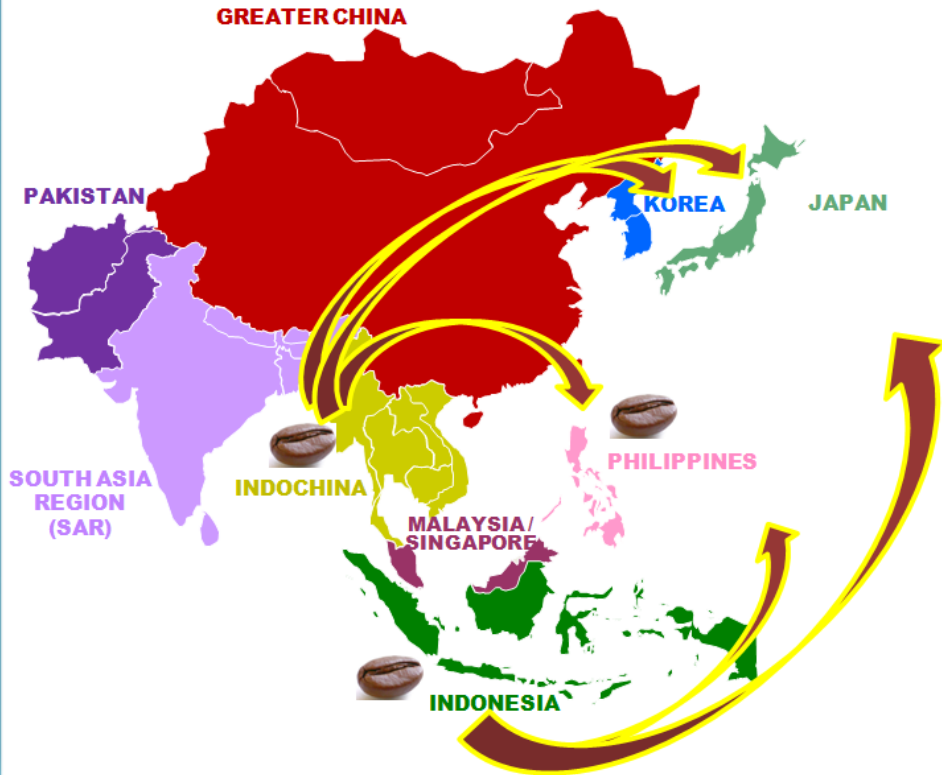 GREATER CHINA
PAKISTAN
KOREA
JAPAN
SOUTH ASIA
REGION
(SAR)
INDOCHINA
PHILIPPINES
MALAYSIA /
SINGAPORE
INDONESIA